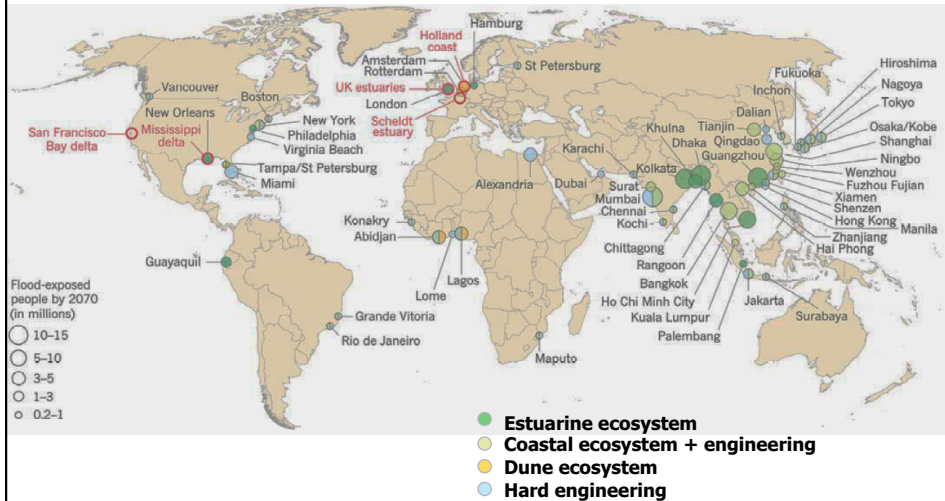 Hamburg
Holland
coast
Amsterdam
Rotterdam
UK estuaries
London
Scheldt
estuary
St Petersburg
Vancouver
Boston
New Orleans
New York
Philadelphia
Virginia Beach
San Francisco
Bay delta
Mississippi
delta
Tampa/St Petersburg
Miami
Alexandria
Dubai
Karachi
Kolkata
Khulna
Dhaka
Surat
Mumbai
Chennai
Kochi
Chittagong
Rangoon
Bangkok
Ho Chi Minh City
Kuala Lumpur
Palembang
Jakarta
Surabaya
Fukuoka
Inchon
Dalian
Tianjin
Qingdao
Guangzhou
Hiroshima
Nagoya
Tokyo
Osaka/Kobe
Shanghai
Ningbo
Wenzhou
Fuzhou Fujian
Xiamen
Shenzen
Hong Kong
Manila
Zhanjiang
Hai Phong
Konakry
Abidjan
Lome
Lagos
Guayaquil
Grande Vitoria
Rio de Janeiro
Maputo
Flood-exposed
people by 2070
(in millions)
10–15
5–10
3–5
1–3
0.2–1
Estuarine ecosystem
Coastal ecosystem + engineering
Dune ecosystem
Hard engineering